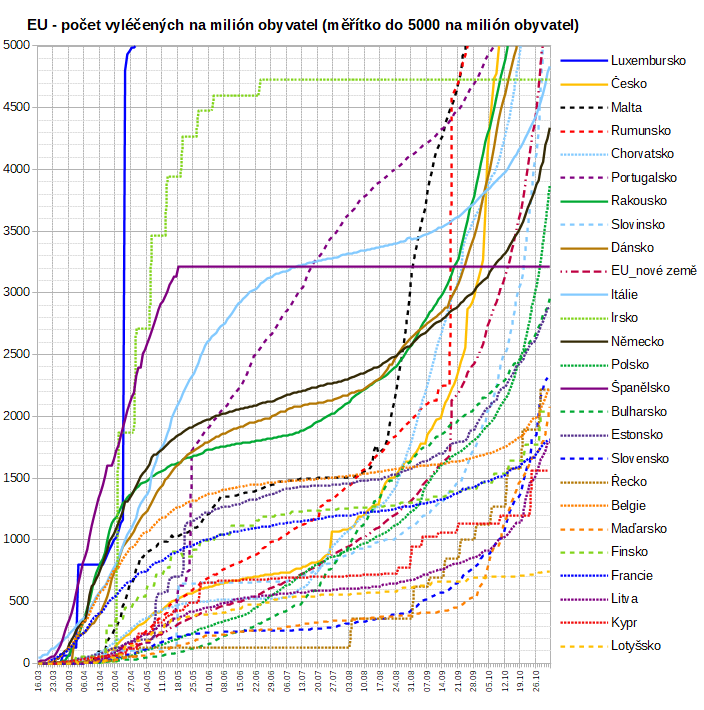 EU - počet vyléčených na milión obyvatel (měřítko do 5000 na milión obyvatel)
5000
4500
4000
3500
3000
2500
2000
1500
1000
500
0
16.03
23.03
30.03
06.04
13.04
20.04
27.04
04.05
11.05
18.05
25.05
01.06
08.06
15.06
22.06
29.06
06.07
13.07
20.07
27.07
03.08
10.08
17.08
24.08
31.08
07.09
14.09
21.09
28.09
05.10
12.10
19.10
26.10
Luxembursko
Česko
Malta
Rumunsko
Chorvatsko
Portugalsko
Rakousko
Slovinsko
Dánsko
EU_nové země
Itálie
Irsko
Německo
Polsko
Španělsko
Bulharsko
Estonsko
Slovensko
Řecko
Belgie
Maďarsko
Finsko
Francie
Litva
Kypr
Lotyšsko